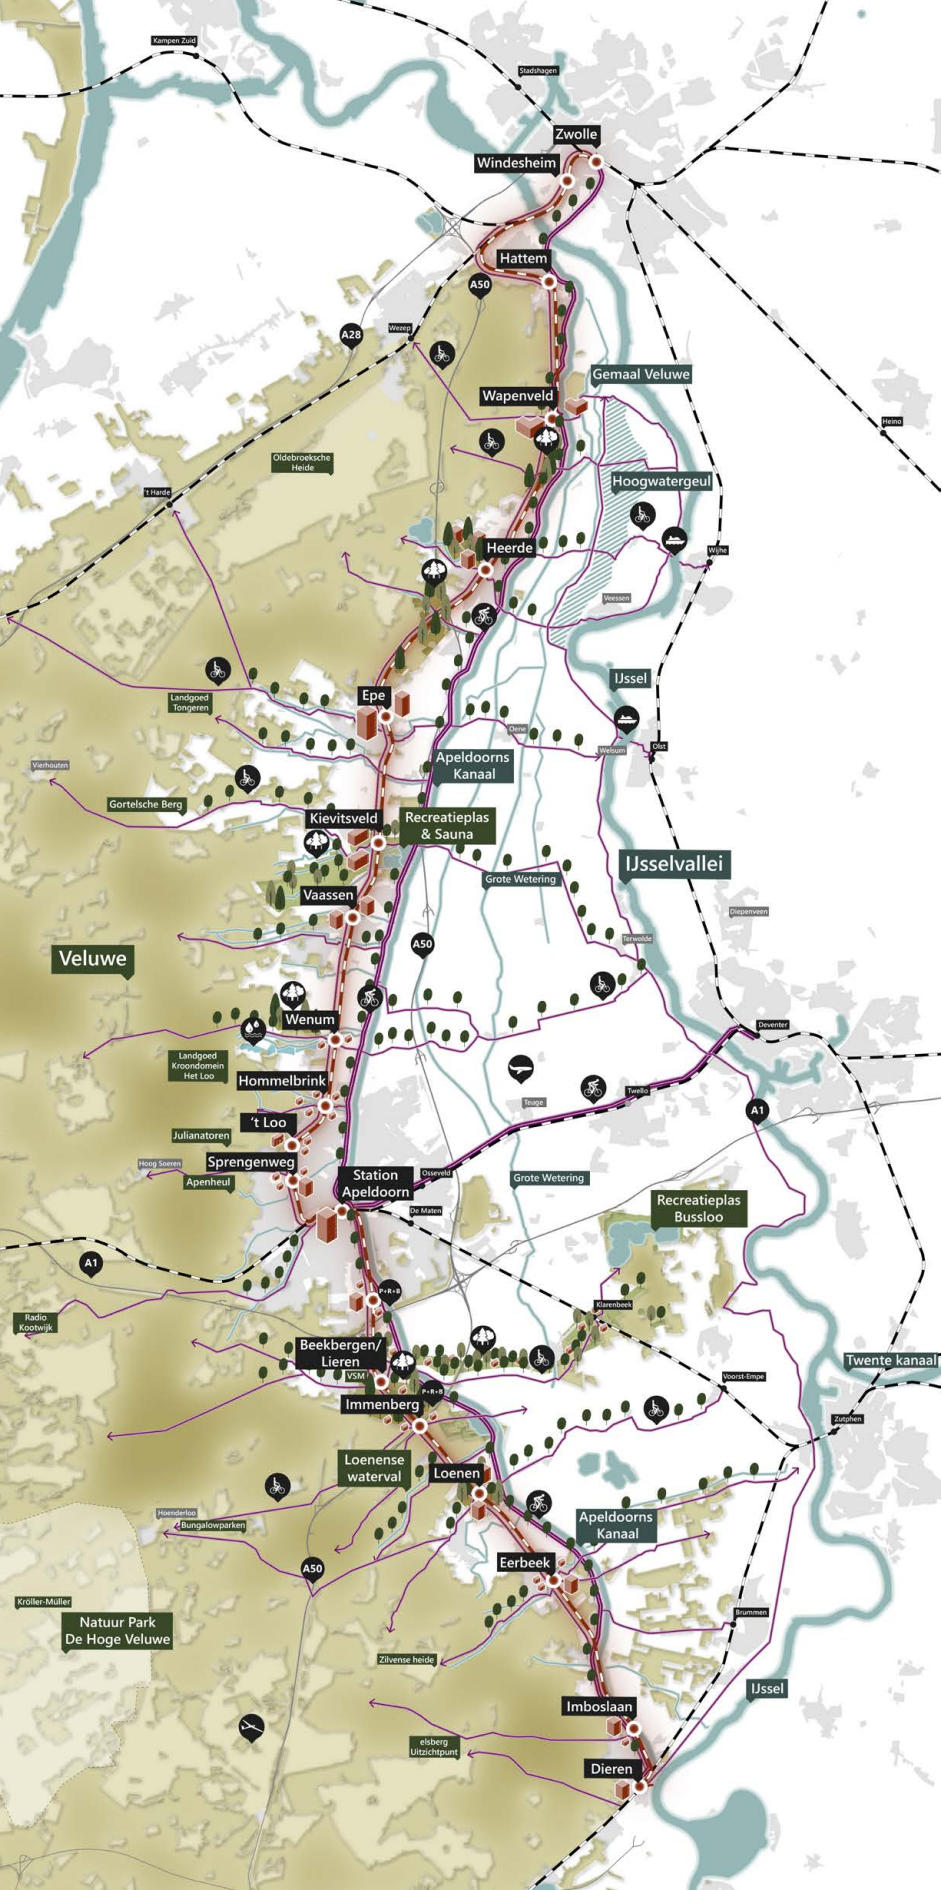 Kampen Zuid
Stadshagen
Zwolle
Windesheim
Hattem
A50
A28
Wezep
Gemaal Veluwe
Wapenveld
Heino
Oldebroeksche
Heide
Hoogwatergeul
't Harde
Heerde
Wijhe
Veessen
IJssel
Epe
Landgoed
Tongeren
Oene
Welsum
Olst
Vierhouten
Apeldoorns
Kanaal
Gortelsche Berg
Kievitsveld
Recreatieplas
& Sauna
IJsselvallei
Grote Wetering
Vaassen
Diepenveen
Terwolde
A50
Veluwe
Wenum
Deventer
Landgoed
Kroondomein
Het Loo
Hommelbrink
Teuge
Twello
A1
't Loo
Julianatoren
Hoog Soeren
Sprengenweg
Apenheul
Station
Apeldoorn
Osseveld
Grote Wetering
De Maten
Recreatieplas
Bussloo
A1
P+R+B
Klarenbeek
Radio
Kootwijk
Beekbergen/
Lieren
VSM
Twente kanaal
Voorst-Empe
P+R+B
Immenberg
Zutphen
Loenense
waterval
Loenen
Hoenderloo
Bungalowparken
Apeldoorns
Kanaal
A50
Eerbeek
Kröller-Müller
Natuur Park
De Hoge Veluwe
Brummen
Zilvense heide
IJssel
Imboslaan
elsberg
Uitzichtpunt
Dieren